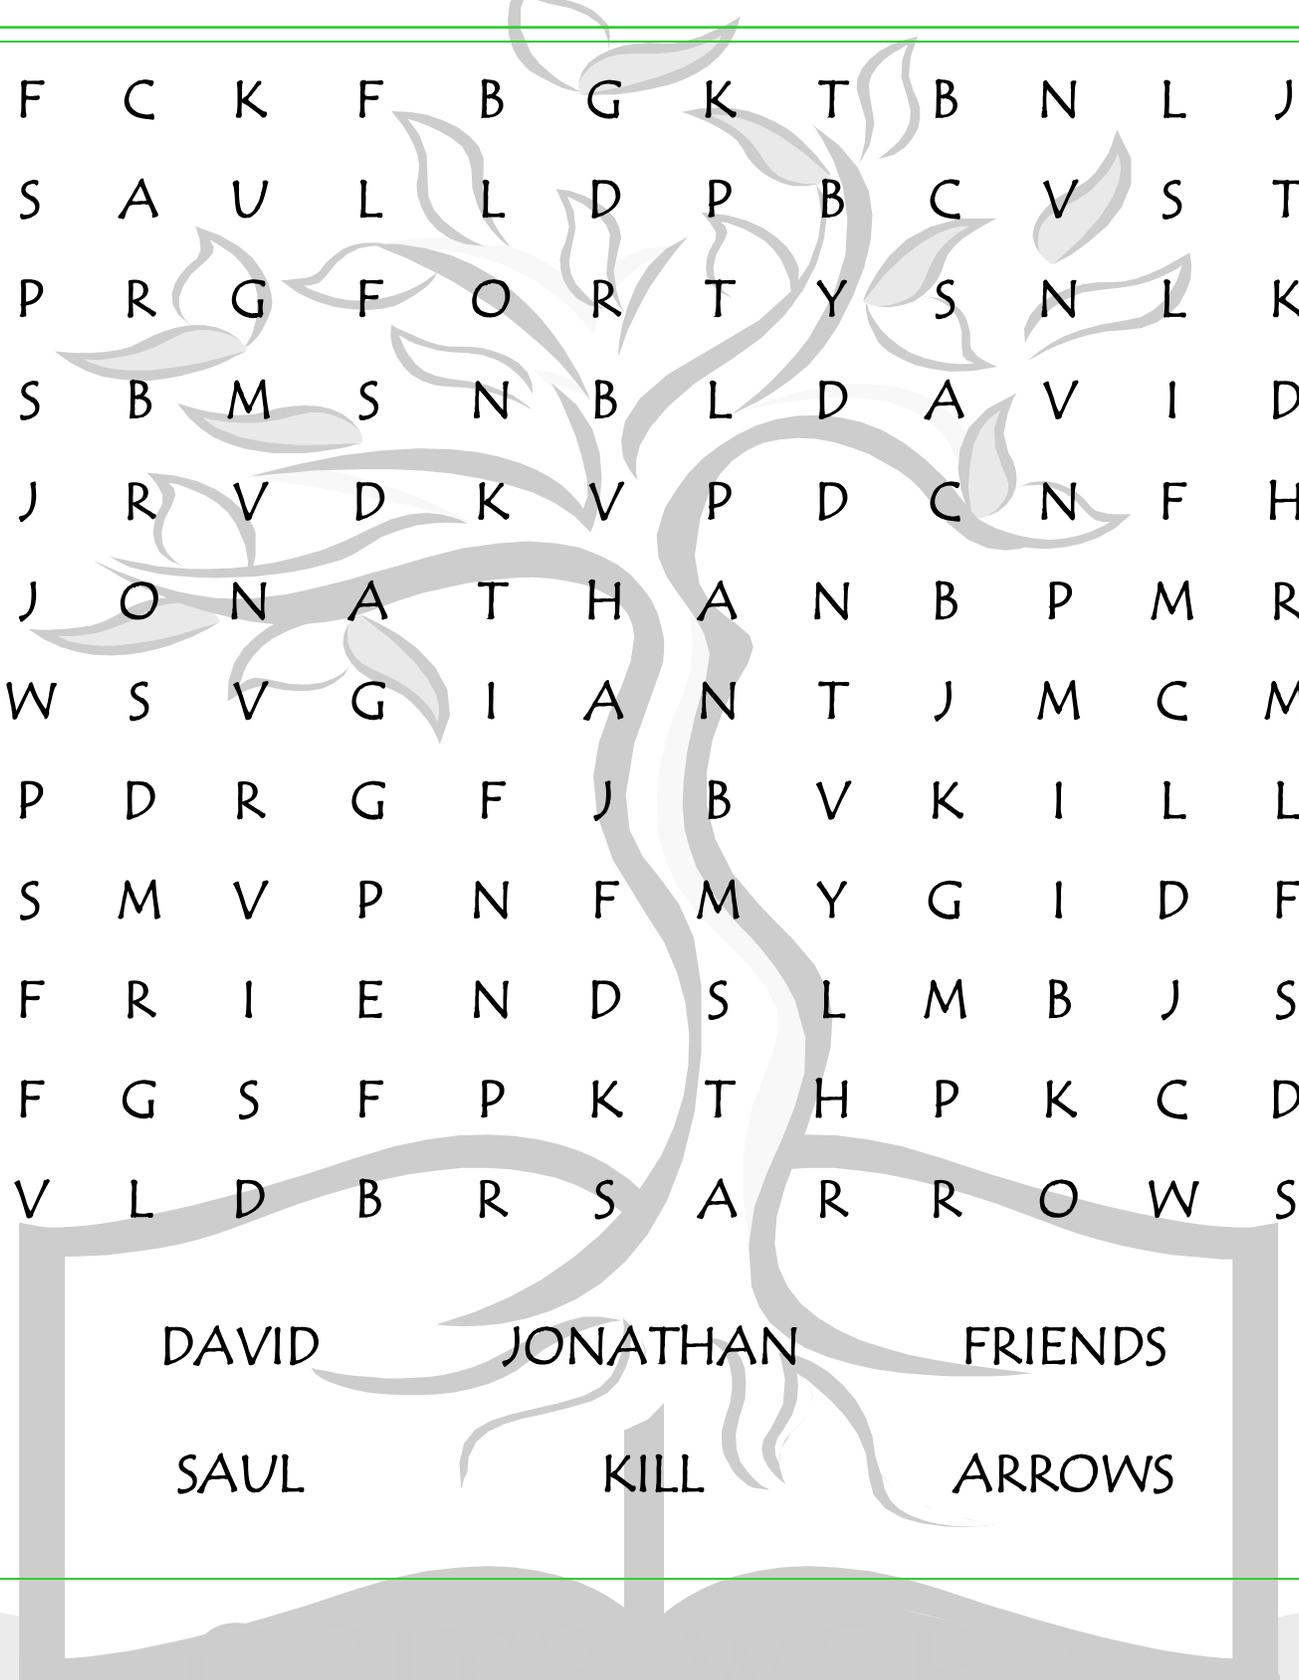 F C K F B G K T B N L J
S A U L L D P B C V S T
P R G F O R T Y S N L K
S B M S N B L D A V I D
J R V D K V P D C N F H
J O N A T H A N B P M R
W S V G I A N T J M C M
P D R G F J B V K I L L
S M V P N F M Y G I D F
F R I E N D S L M B J S
F G S F P K T H P K C D
V L D B R S A R R O W S
DAVID JONATHAN FRIENDS
SAUL KILL ARROWS